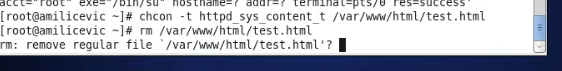 acct="root" exe="/bin/su" hostname=? addr=? terminal=pts/0 res=success'
[root@amilicevic ~]# chcon -t httpd_sys_content_t /var/www/html/test.html
[root@amilicevic ~]# rm /var/www/html/test.html
rm: remove regular file `/var/www/html/test.html'?